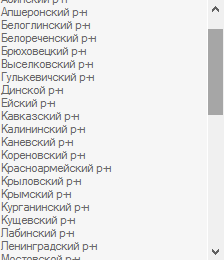 Абинский р-н
Апшеронский р-н
Белоглинский р-н
Белореченский р-н
Брюховецкий р-н
Выселковский р-н
Гулькевичский р-н
Динской р-н
Ейский р-н
Кавказский р-н
Калининский р-н
Каневский р-н
Кореновский р-н
Красноармейский р-н
Крыловский р-н
Крымский р-н
Курганинский р-н
Кущевский р-н
Лабинский р-н
Ленинградский р-н
Мостовской р-н